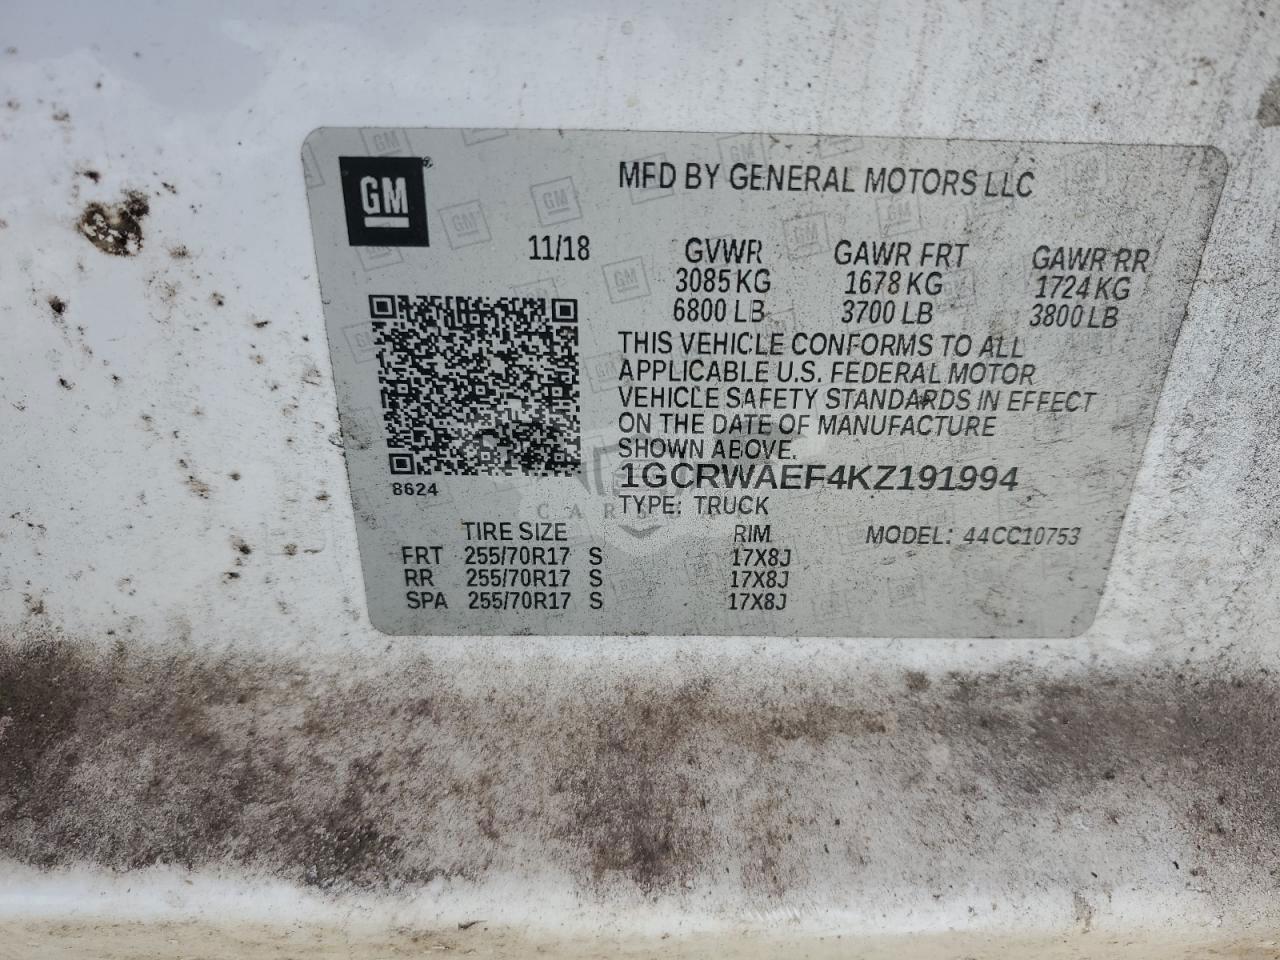 GM
MFD BY GENERAL MOTORS LLC
11/18 GVWR GAWR FRT GAWR RR
3085 KG 1678 KG 1724 KG
6800 LB 3700 LB 3800 LB
THIS VEHICLE CONFORMS TO ALL
APPLICABLE U.S. FEDERAL MOTOR
VEHICLE SAFETY STANDARDS IN EFFECT
ON THE DATE OF MANUFACTURE
SHOWN ABOVE.
8624
1GCRWAEF4KZ191994
TYPE: TRUCK
TIRE SIZE RIM MODEL: 44CC10753
FRT 255/70R17 S 17X8J
RR 255/70R17 S 17X8J
SPA 255/70R17 S 17X8J